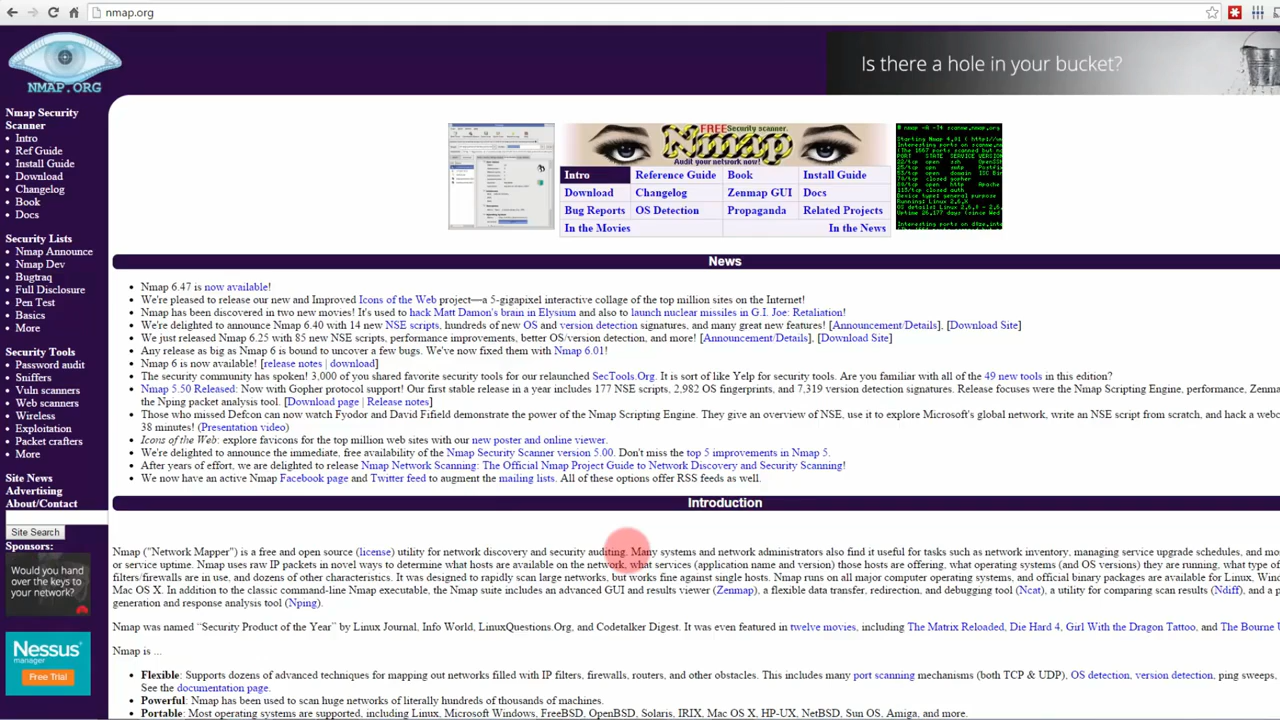 nmap.org
Is there a hole in your bucket?
NMAP.ORG
Nmap Security
Scanner
• Intro
• Ref Guide
• Install Guide
• Download
• Changelog
• Book
• Docs
Security Lists
• Nmap Announce
• Nmap Dev
• Bugtraq
• Full Disclosure
• Pen Test
• Basics
• More
Security Tools
• Password audit
• Sniffers
• Vuln scanners
• Web scanners
• Wireless
• Exploitation
• Packet crafters
• More
Site News
Advertising
About/Contact
Site Search
Sponsors:
Would you
hand over the
keys to
your network?
Nessus
manager
Free Trial
FREE Security scanner.
Nmap
Audit your network now!
Intro Reference Guide Book Install Guide
Download Changelog Zenmap GUI Docs
Bug Reports OS Detection Propaganda Related Projects
In the Movies In the News
# nmap -A -T4 scanme.nmap.org
News
• Nmap 6.47 is now available!
• We're pleased to release our new and Improved Icons of the Web project—a 5-gigapixel interactive collage of the top million sites on the Internet!
• Nmap has been discovered in two new movies! It's used to hack Matt Damon's brain in Elysium and also to launch nuclear missiles in G.I. Joe: Retaliation!
• We're delighted to announce Nmap 6.40 with 14 new NSE scripts, hundreds of new OS and version detection signatures, and many great new features! [Announcement/Details], [Download Site]
• We just released Nmap 6.25 with 85 new NSE scripts, performance improvements, better OS/version detection, and more! [Announcement/Details], [Download Site]
• Any release as big as Nmap 6 is bound to uncover a few bugs. We've now fixed them with Nmap 6.01!
• Nmap 6 is now available! [release notes | download]
• The security community has spoken! 3,000 of you shared favorite security tools for our relaunched SecTools.Org. It is sort of like Yelp for security tools. Are you familiar with all of the 49 new tools in this edition?
• Nmap 5.50 Released: Now with Gopher protocol support! Our first stable release in a year includes 177 NSE scripts, 2,982 OS fingerprints, and 7,319 version detection signatures. Release focuses were the Nmap Scripting Engine, performance, Zenma
the Nping packet analysis tool. [Download page | Release notes]
• Those who missed Defcon can now watch Fyodor and David Fifield demonstrate the power of the Nmap Scripting Engine. They give an overview of NSE, use it to explore Microsoft's global network, write an NSE script from scratch, and hack a webc
38 minutes! (Presentation video)
• Icons of the Web: explore favicons for the top million web sites with our new poster and online viewer.
• We're delighted to announce the immediate, free availability of the Nmap Security Scanner version 5.00. Don't miss the top 5 improvements in Nmap 5.
• After years of effort, we are delighted to release Nmap Network Scanning: The Official Nmap Project Guide to Network Discovery and Security Scanning!
• We now have an active Nmap Facebook page and Twitter feed to augment the mailing lists. All of these options offer RSS feeds as well.
Introduction
Nmap ("Network Mapper") is a free and open source (license) utility for network discovery and security auditing. Many systems and network administrators also find it useful for tasks such as network inventory, managing service upgrade schedules, and mo
or service uptime. Nmap uses raw IP packets in novel ways to determine what hosts are available on the network, what services (application name and version) those hosts are offering, what operating systems (and OS versions) they are running, what type of
filters/firewalls are in use, and dozens of other characteristics. It was designed to rapidly scan large networks, but works fine against single hosts. Nmap runs on all major computer operating systems, and official binary packages are available for Linux, Win
Mac OS X. In addition to the classic command-line Nmap executable, the Nmap suite includes an advanced GUI and results viewer (Zenmap), a flexible data transfer, redirection, and debugging tool (Ncat), a utility for comparing scan results (Ndiff), and a p
generation and response analysis tool (Nping).
Nmap was named “Security Product of the Year” by Linux Journal, Info World, LinuxQuestions.Org, and Codetalker Digest. It was even featured in twelve movies, including The Matrix Reloaded, Die Hard 4, Girl With the Dragon Tattoo, and The Bourne U
Nmap is ...
• Flexible: Supports dozens of advanced techniques for mapping out networks filled with IP filters, firewalls, routers, and other obstacles. This includes many port scanning mechanisms (both TCP & UDP), OS detection, version detection, ping sweeps,
See the documentation page.
• Powerful: Nmap has been used to scan huge networks of literally hundreds of thousands of machines.
• Portable: Most operating systems are supported, including Linux, Microsoft Windows, FreeBSD, OpenBSD, Solaris, IRIX, Mac OS X, HP-UX, NetBSD, Sun OS, Amiga, and more.